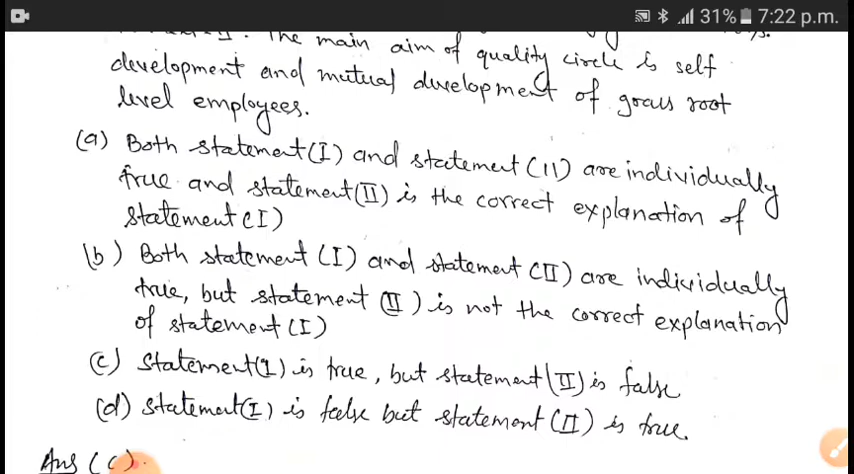 31% 7:22 p.m.
The main aim of quality circle is self
development and mutual development of grass root
level employees.
(a) Both statement (I) and statement (II) are individually
true and statement (II) is the correct explanation of
statement (I)
(b) Both statement (I) and statement (II) are individually
true, but statement (II) is not the correct explanation
of statement (I)
(c) statement (I) is true, but statement (II) is false
(d) statement (I) is false but statement (II) is true.
Ans (c).